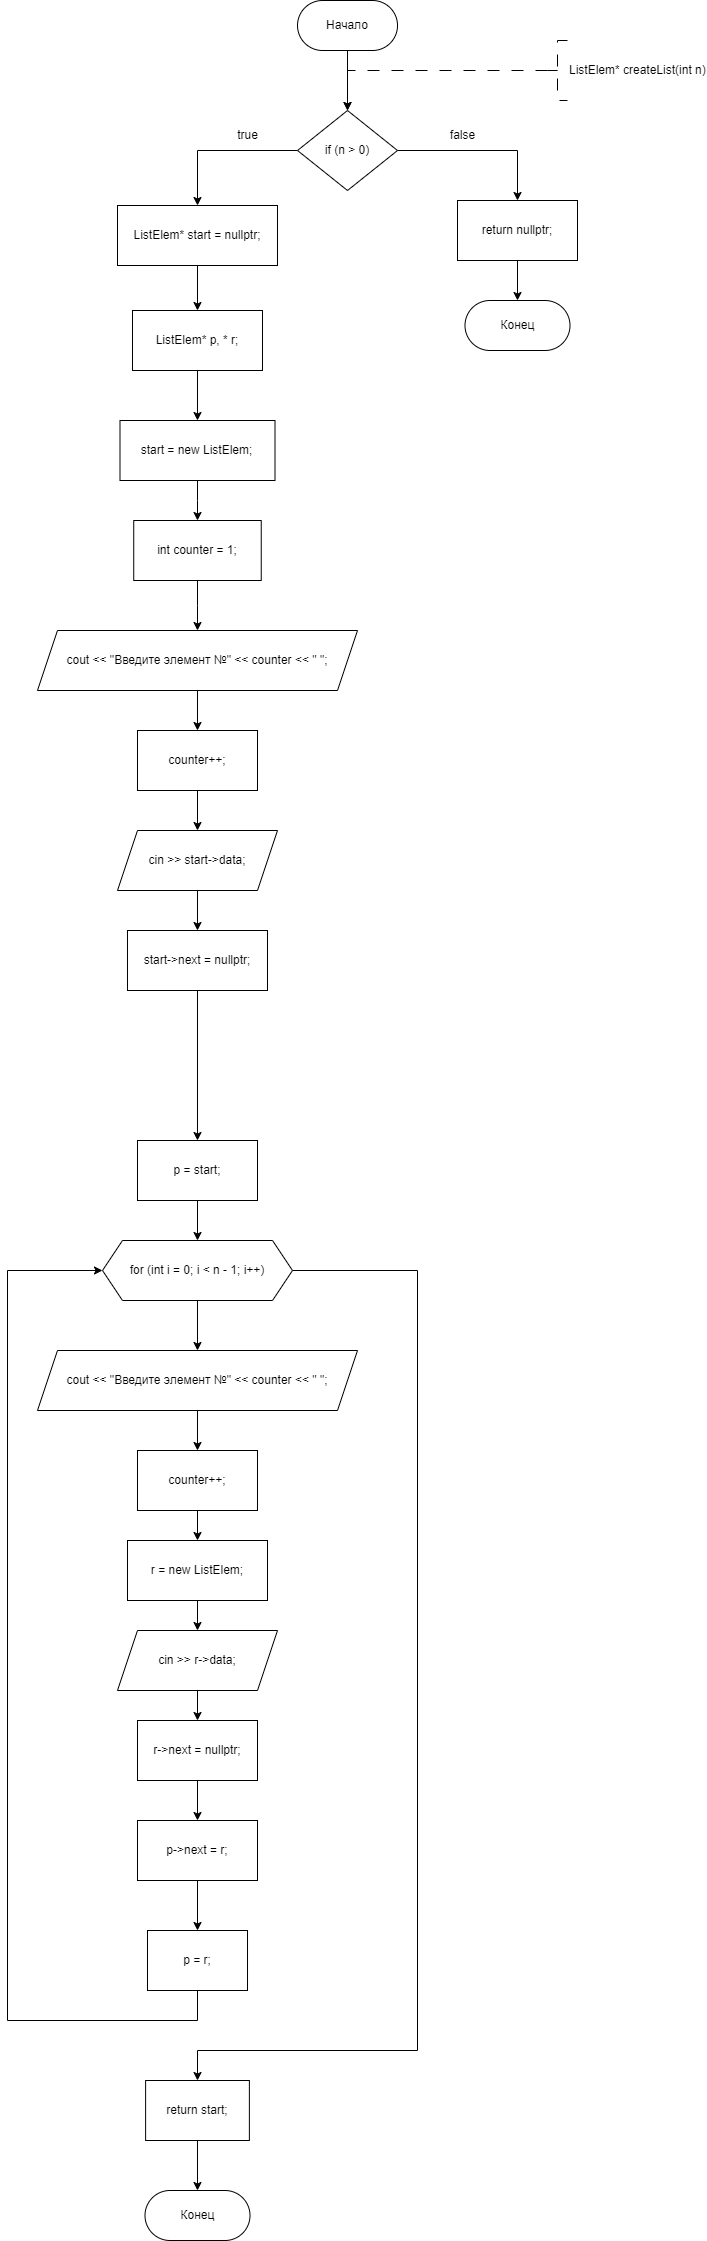 Начало
ListElem* createList(int n)
true
false
if (n > 0)
ListElem* start = nullptr;
return nullptr;
ListElem* p, * r;
Конец
start = new ListElem;
int counter = 1;
cout << "Введите элемент №" << counter << " ";
counter++;
cin >> start->data;
start->next = nullptr;
p = start;
for (int i = 0; i < n - 1; i++)
cout << "Введите элемент №" << counter << " ";
counter++;
r = new ListElem;
cin >> r->data;
r->next = nullptr;
p->next = r;
p = r;
return start;
Конец